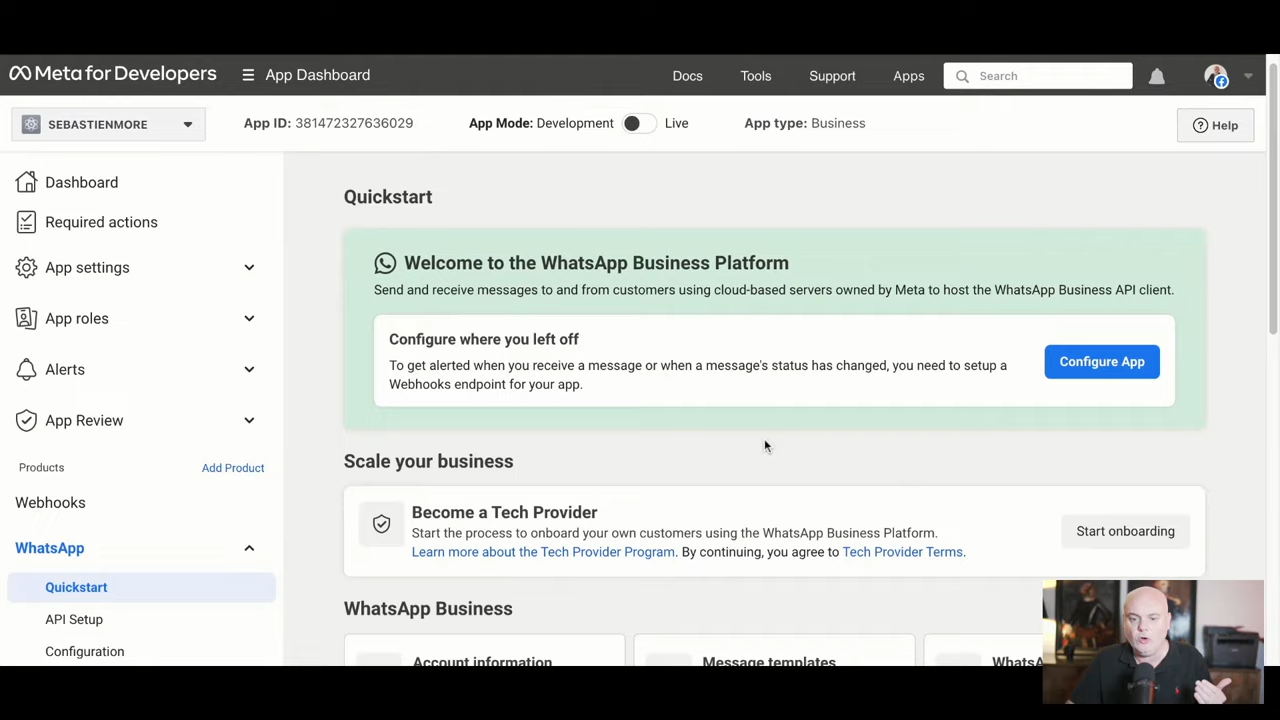 Meta for Developers
App Dashboard
Docs
Tools
Support
Apps
Search
SEBASTIENMORE
App ID: 381472327636029
App Mode: Development
Live
App type: Business
Help
Dashboard
Required actions
App settings
App roles
Alerts
App Review
Products
Add Product
Webhooks
WhatsApp
Quickstart
API Setup
Configuration
Quickstart
Welcome to the WhatsApp Business Platform
Send and receive messages to and from customers using cloud-based servers owned by Meta to host the WhatsApp Business API client.
Configure where you left off
To get alerted when you receive a message or when a message's status has changed, you need to setup a
Webhooks endpoint for your app.
Configure App
Scale your business
Become a Tech Provider
Start the process to onboard your own customers using the WhatsApp Business Platform.
Learn more about the Tech Provider Program. By continuing, you agree to Tech Provider Terms.
Start onboarding
WhatsApp Business
Account information
Message templates